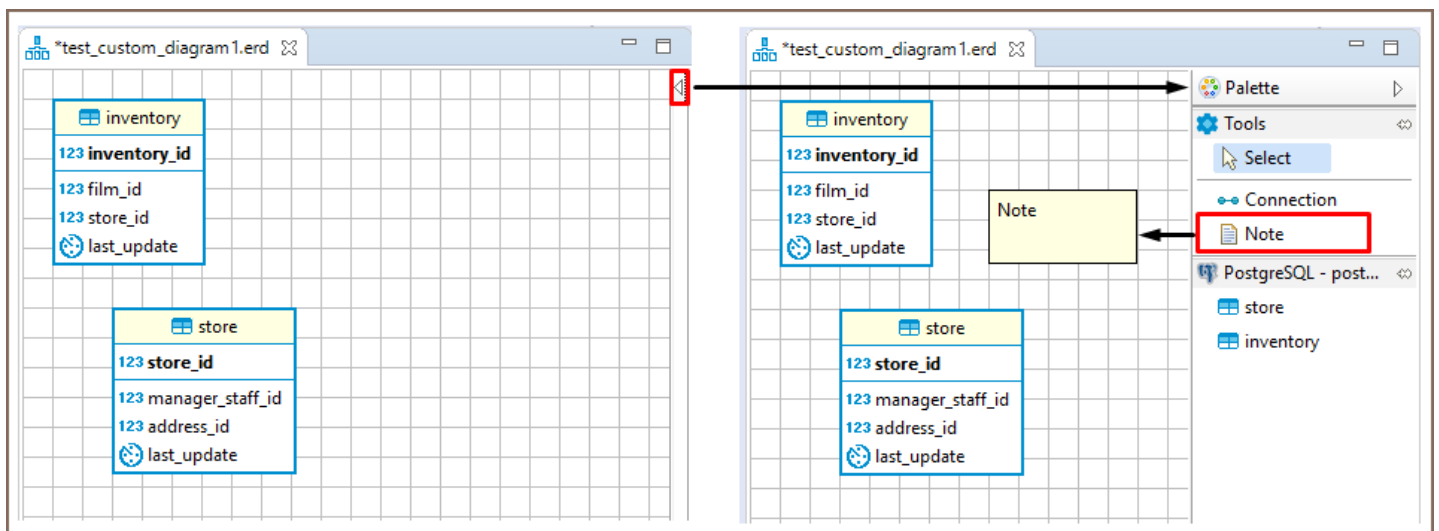 *test_custom_diagram1.erd
inventory
123 inventory_id
123 film_id
123 store_id
last_update
store
123 store_id
123 manager_staff_id
123 address_id
last_update
*test_custom_diagram1.erd
inventory
123 inventory_id
123 film_id
123 store_id
last_update
Note
store
123 store_id
123 manager_staff_id
123 address_id
last_update
Palette
Tools
Select
Connection
Note
PostgreSQL - post...
store
inventory